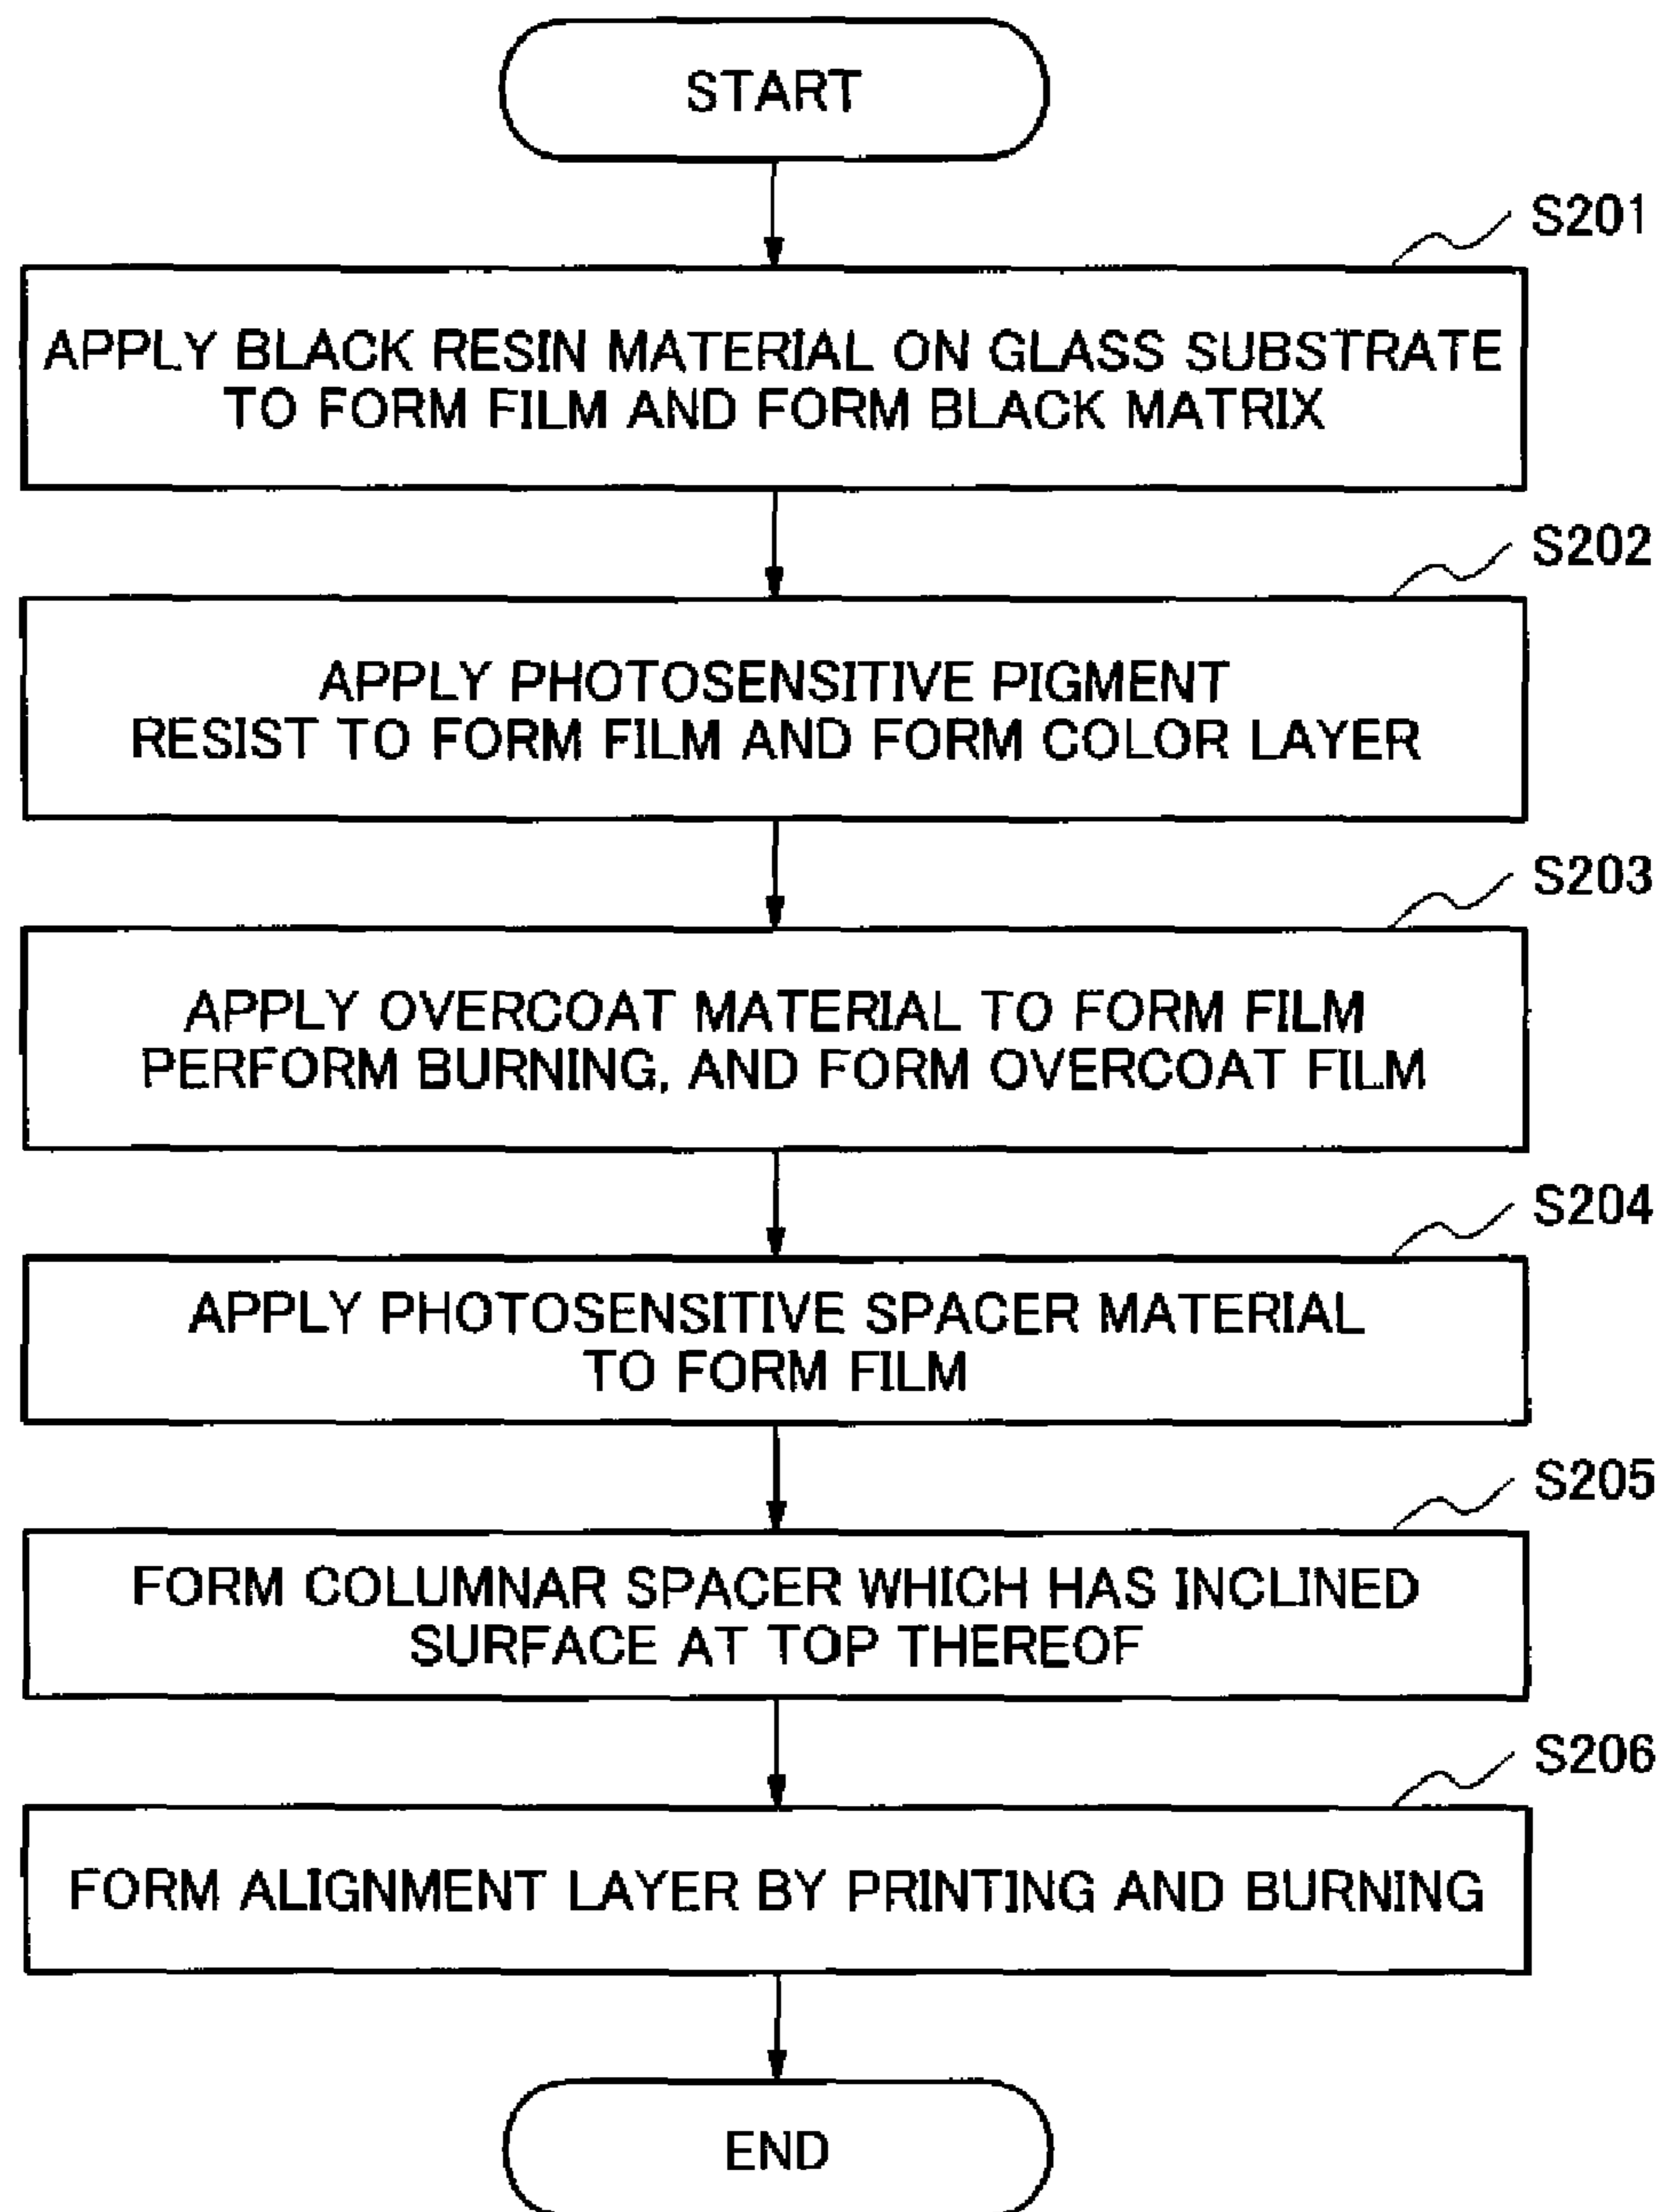 START
S201
APPLY BLACK RESIN MATERIAL ON GLASS SUBSTRATE
TO FORM FILM AND FORM BLACK MATRIX
S202
APPLY PHOTOSENSITIVE PIGMENT
RESIST TO FORM FILM AND FORM COLOR LAYER
S203
APPLY OVERCOAT MATERIAL TO FORM FILM
PERFORM BURNING, AND FORM OVERCOAT FILM
S204
APPLY PHOTOSENSITIVE SPACER MATERIAL
TO FORM FILM
S205
FORM COLUMNAR SPACER WHICH HAS INCLINED
SURFACE AT TOP THEREOF
S206
FORM ALIGNMENT LAYER BY PRINTING AND BURNING
END